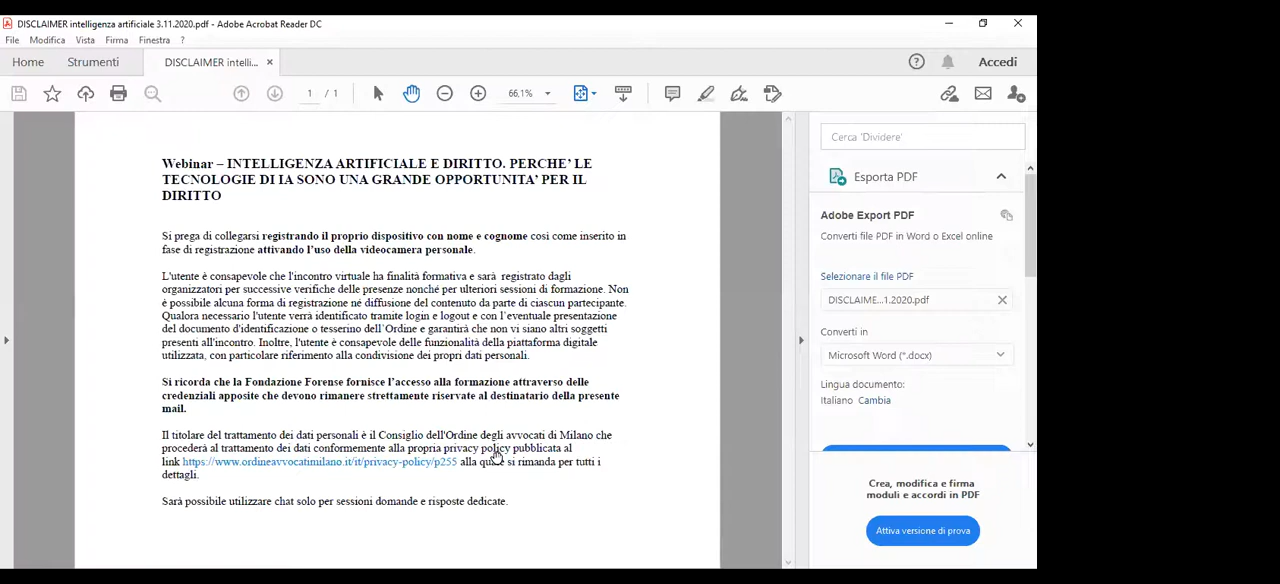 DISCLAIMER intelligenza artificiale 3.11.2020.pdf - Adobe Acrobat Reader DC
File Modifica Vista Firma Finestra ?
Home Strumenti DISCLAIMER intelli... × Accedi
1 / 1 66,1%
Cerca 'Dividere'
Webinar – INTELLIGENZA ARTIFICIALE E DIRITTO. PERCHE' LE
TECNOLOGIE DI IA SONO UNA GRANDE OPPORTUNITA' PER IL
DIRITTO
Si prega di collegarsi registrando il proprio dispositivo con nome e cognome così come inserito in
fase di registrazione attivando l'uso della videocamera personale.
L'utente è consapevole che l'incontro virtuale ha finalità formativa e sarà registrato dagli
organizzatori per successive verifiche delle presenze nonché per ulteriori sessioni di formazione. Non
è possibile alcuna forma di registrazione né diffusione del contenuto da parte di ciascun partecipante.
Qualora necessario l'utente verrà identificato tramite login e logout e con l'eventuale presentazione
del documento d'identificazione o tesserino dell'Ordine e garantirà che non vi siano altri soggetti
presenti all'incontro. Inoltre, l'utente è consapevole delle funzionalità della piattaforma digitale
utilizzata, con particolare riferimento alla condivisione dei propri dati personali.
Si ricorda che la Fondazione Forense fornisce l'accesso alla formazione attraverso delle
credenziali apposite che devono rimanere strettamente riservate al destinatario della presente
mail.
Il titolare del trattamento dei dati personali è il Consiglio dell'Ordine degli avvocati di Milano che
procederà al trattamento dei dati conformemente alla propria privacy policy pubblicata al
link https://www.ordineavvocatimilano.it/it/privacy-policy/p255 alla quale si rimanda per tutti i
dettagli.
Sarà possibile utilizzare chat solo per sessioni domande e risposte dedicate.
Esporta PDF
Adobe Export PDF
Converti file PDF in Word o Excel online
Selezionare il file PDF
DISCLAIME...1.2020.pdf
Converti in
Microsoft Word (*.docx)
Lingua documento:
Italiano Cambia
Crea, modifica e firma
moduli e accordi in PDF
Attiva versione di prova